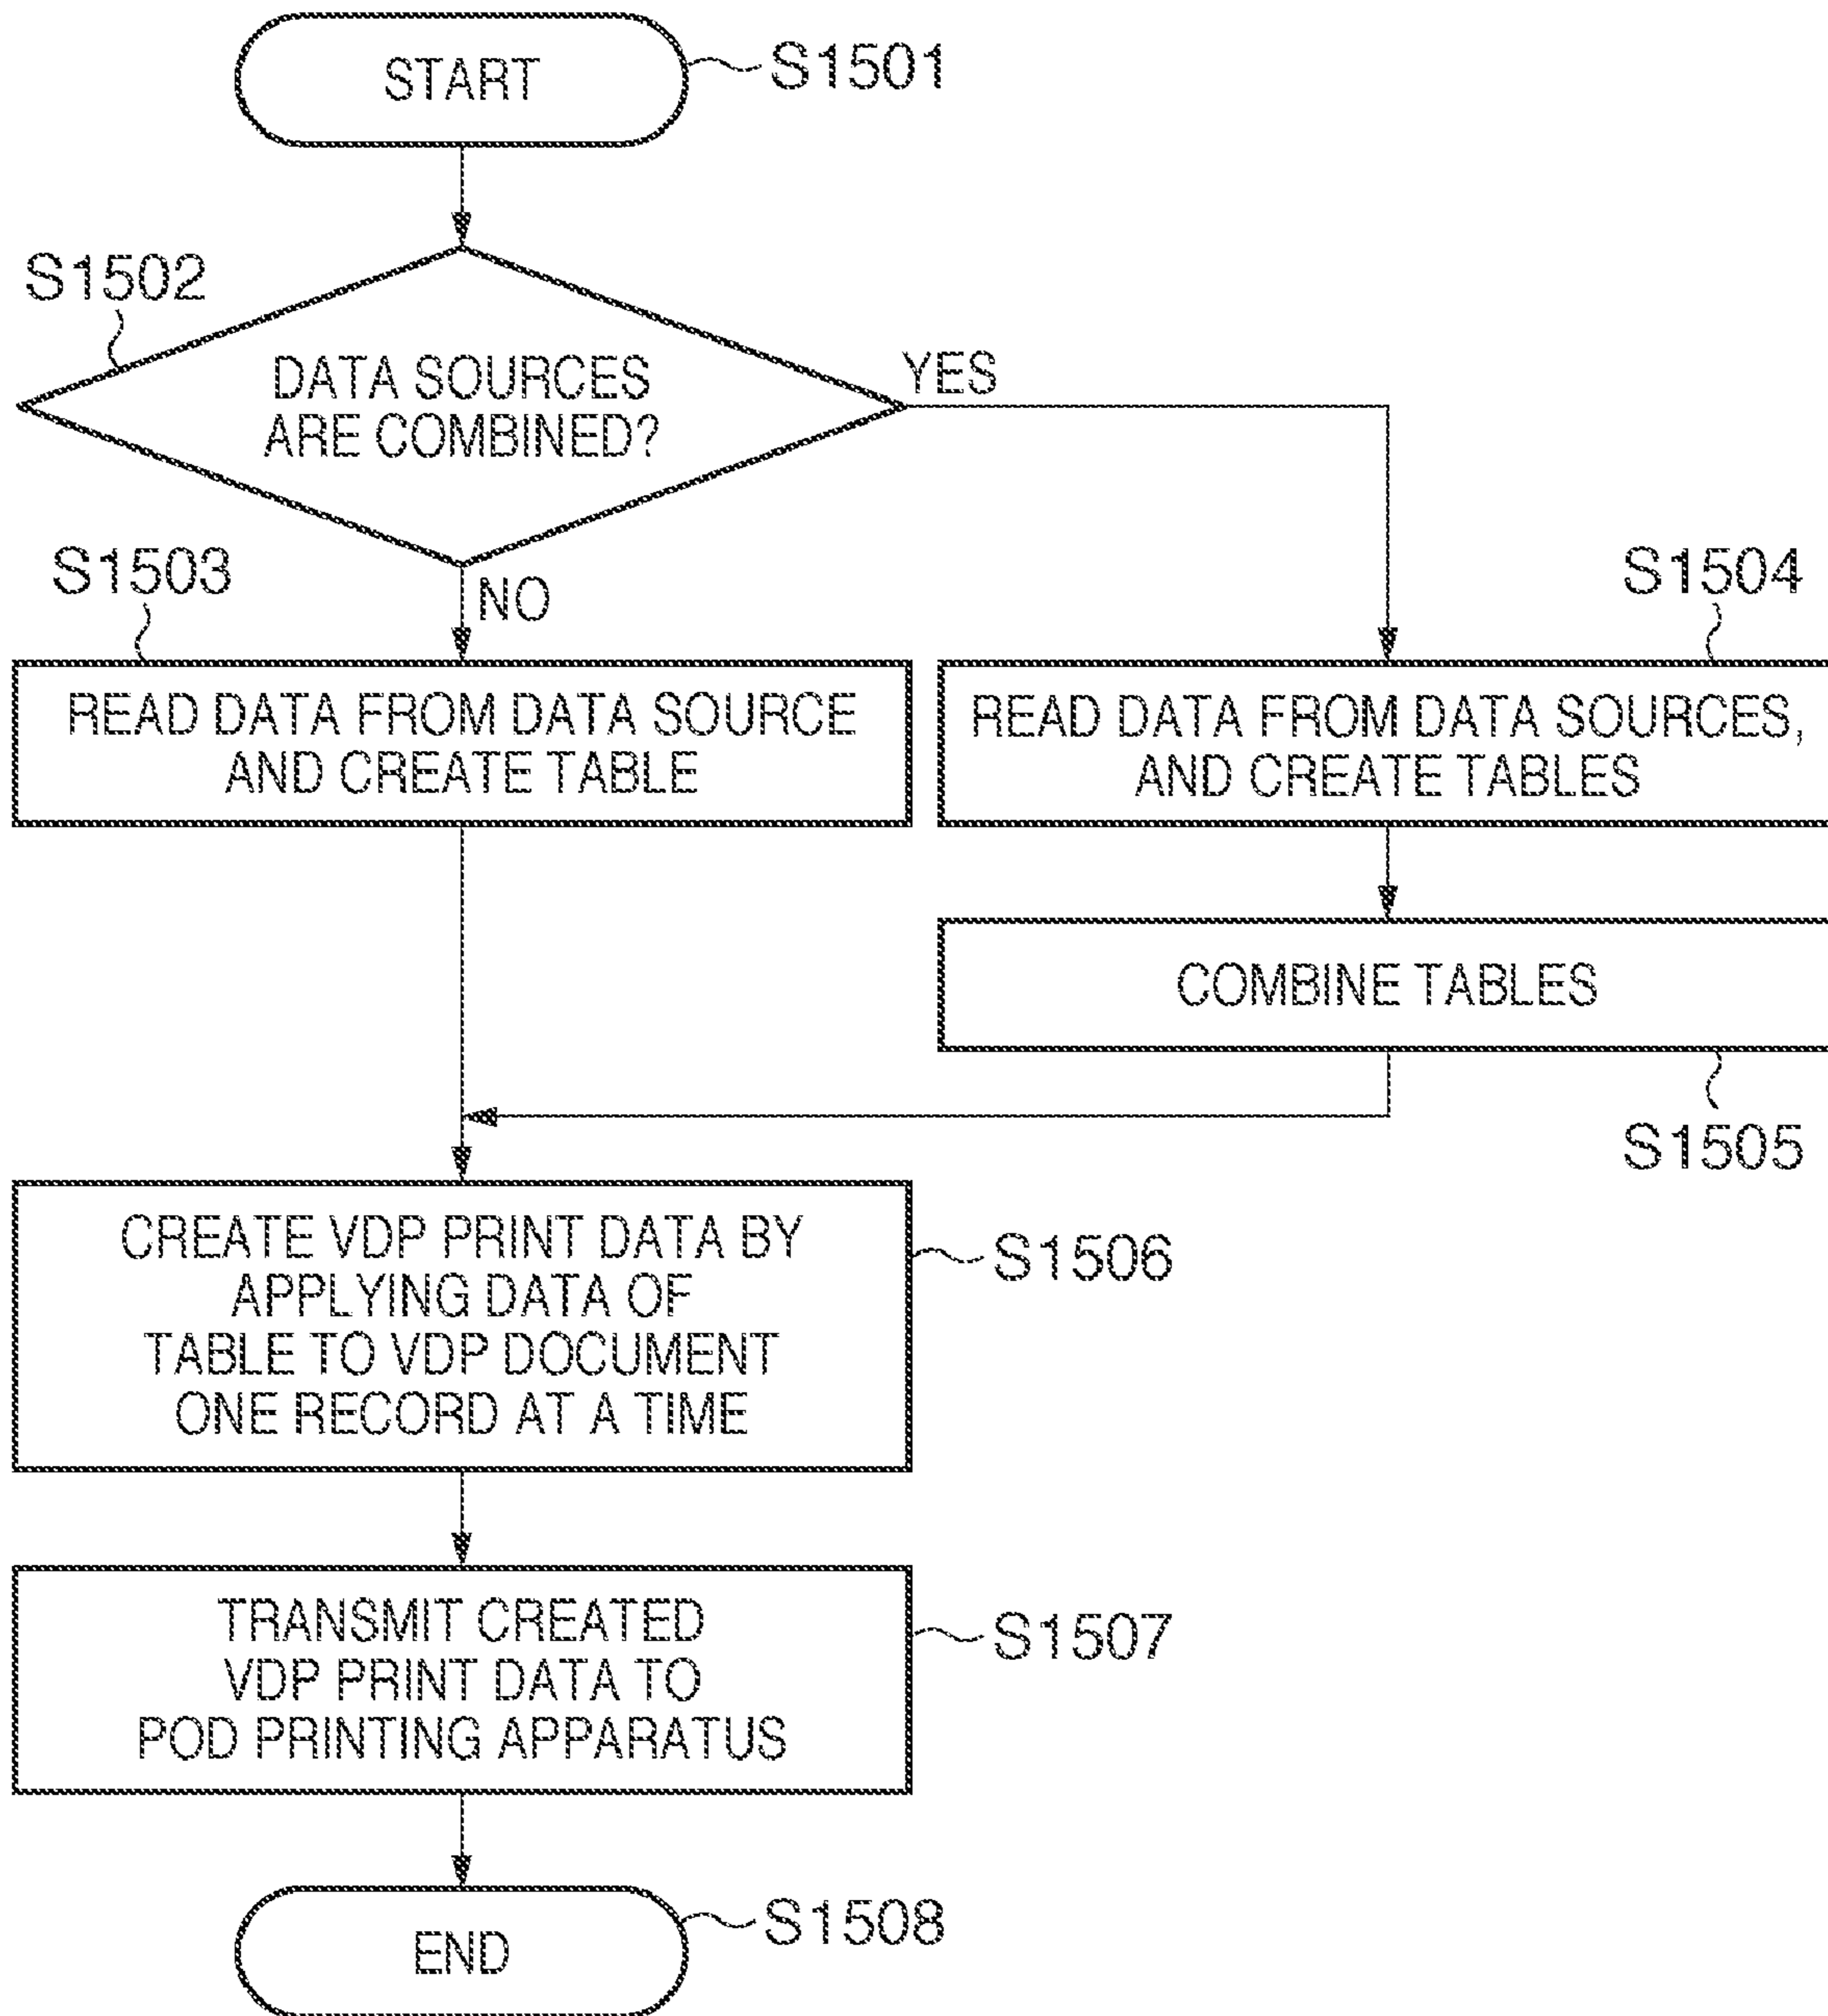 START
S1501
S1502
DATA SOURCES
ARE COMBINED?
YES
NO
S1503
READ DATA FROM DATA SOURCE
AND CREATE TABLE
S1504
READ DATA FROM DATA SOURCES,
AND CREATE TABLES
COMBINE TABLES
S1505
CREATE VDP PRINT DATA BY
APPLYING DATA OF
TABLE TO VDP DOCUMENT
ONE RECORD AT A TIME
S1506
TRANSMIT CREATED
VDP PRINT DATA TO
POD PRINTING APPARATUS
S1507
END
S1508